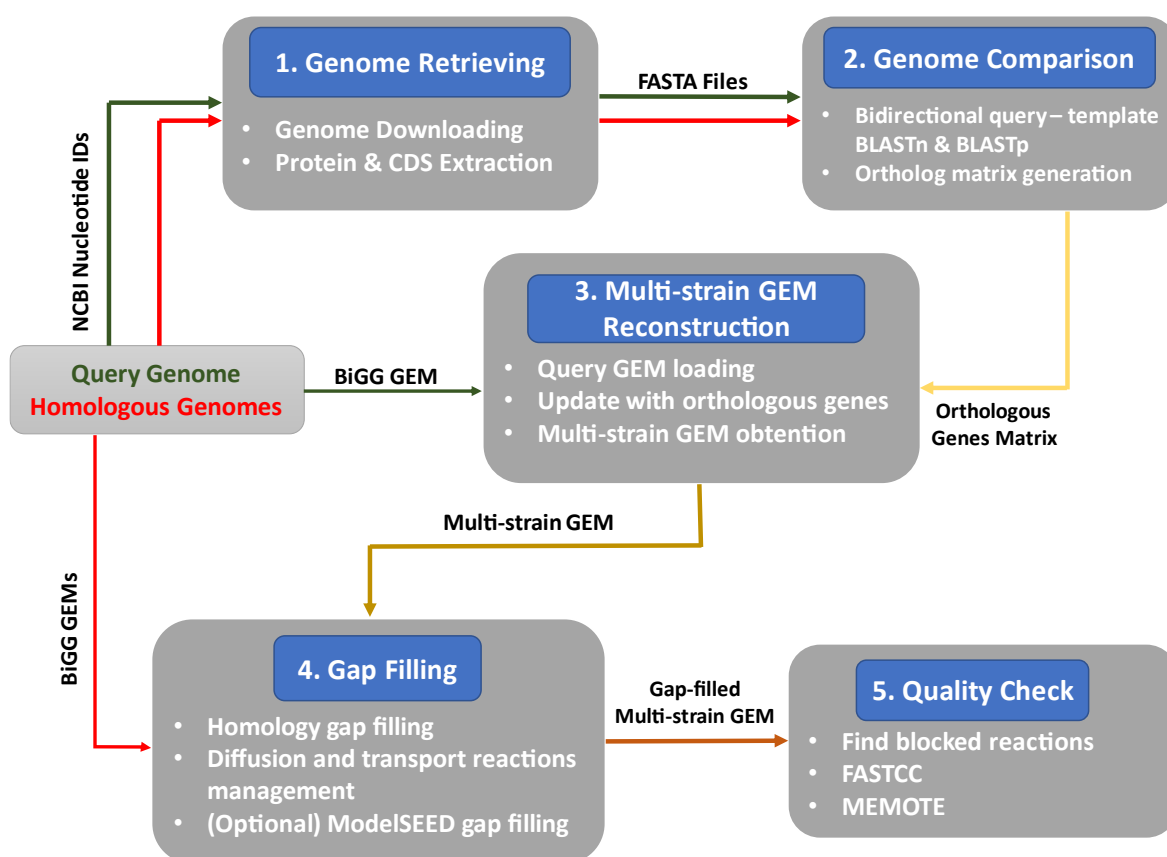 1. Genome Retrieving
• Genome Downloading
• Protein & CDS Extraction
FASTA Files
2. Genome Comparison
• Bidirectional query – template
BLASTn & BLASTp
• Ortholog matrix generation
NCBI Nucleotide IDs
Query Genome
Homologous Genomes
BiGG GEM
3. Multi-strain GEM
Reconstruction
• Query GEM loading
• Update with orthologous genes
• Multi-strain GEM obtention
Orthologous
Genes Matrix
Multi-strain GEM
BiGG GEMs
4. Gap Filling
• Homology gap filling
• Diffusion and transport reactions
management
• (Optional) ModelSEED gap filling
Gap-filled
Multi-strain GEM
5. Quality Check
• Find blocked reactions
• FASTCC
• MEMOTE